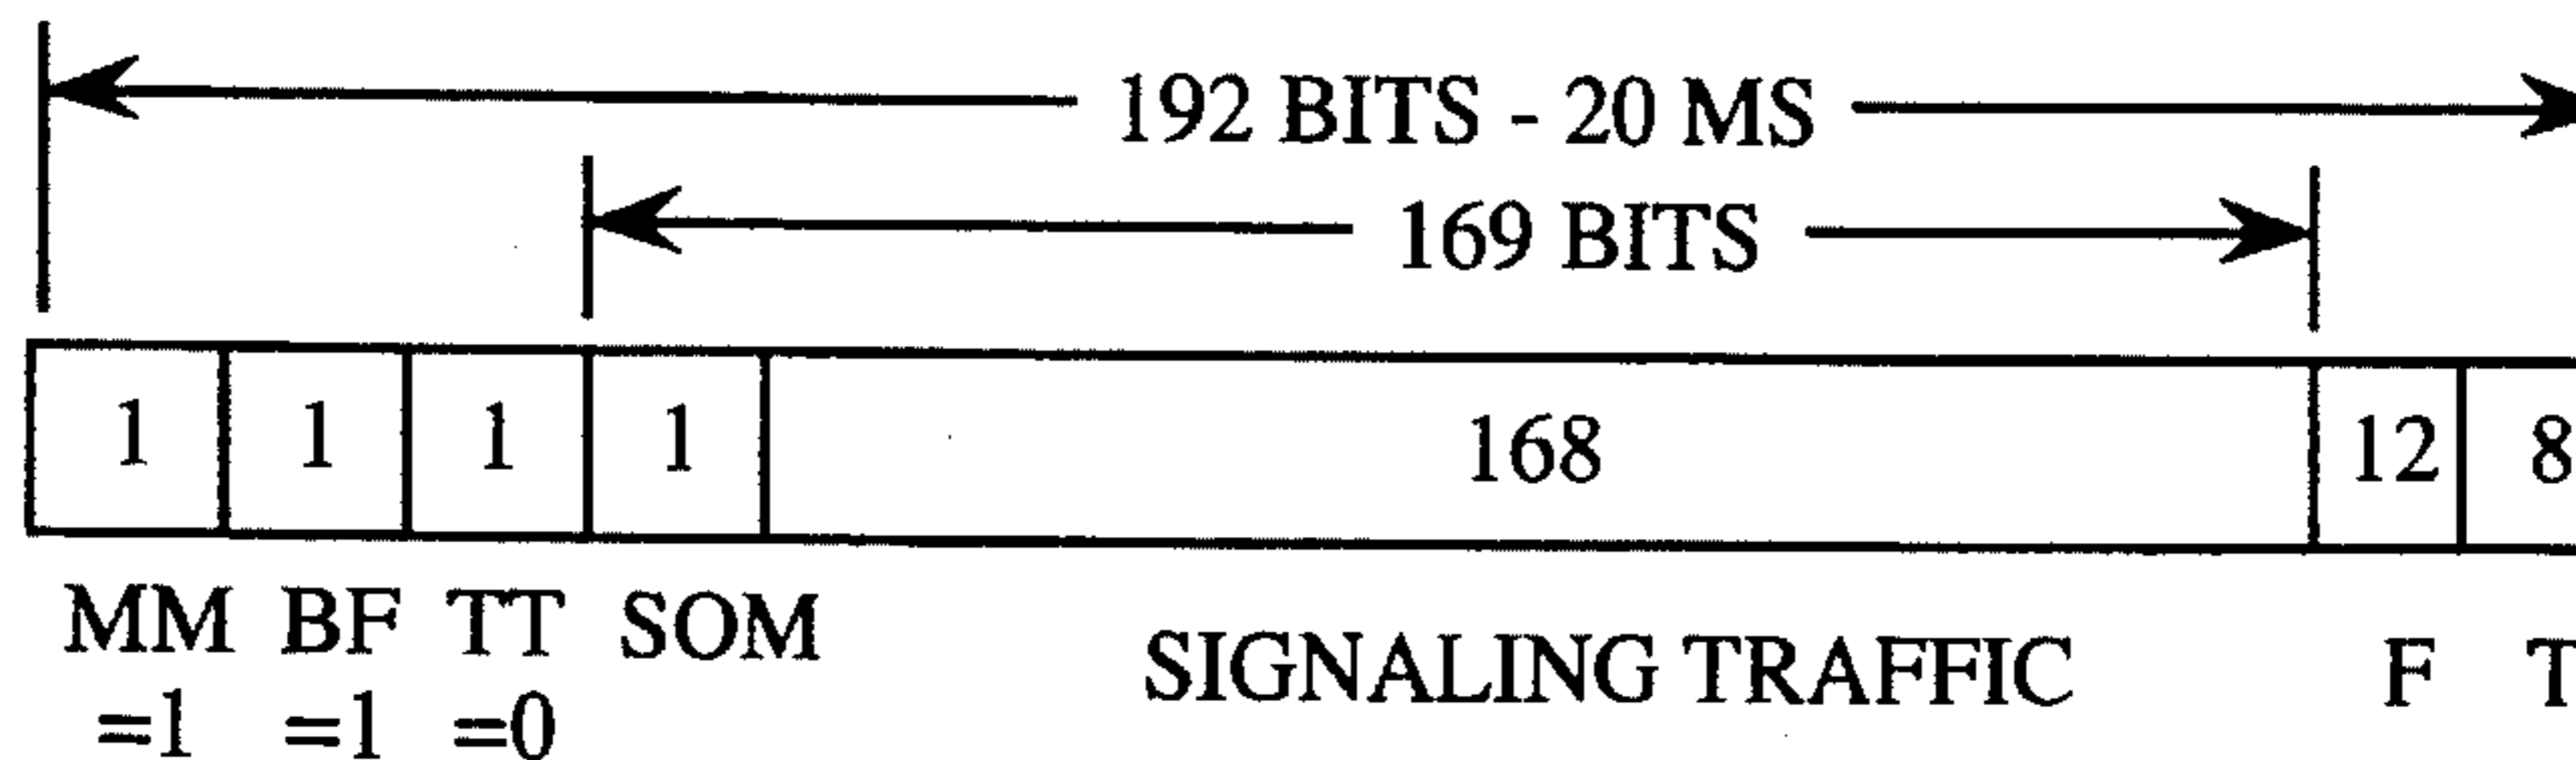 192 BITS - 20 MS
169 BITS
1 1 1 1 168 12 8
MM BF TT SOM SIGNALING TRAFFIC F T
=1 =1 =0